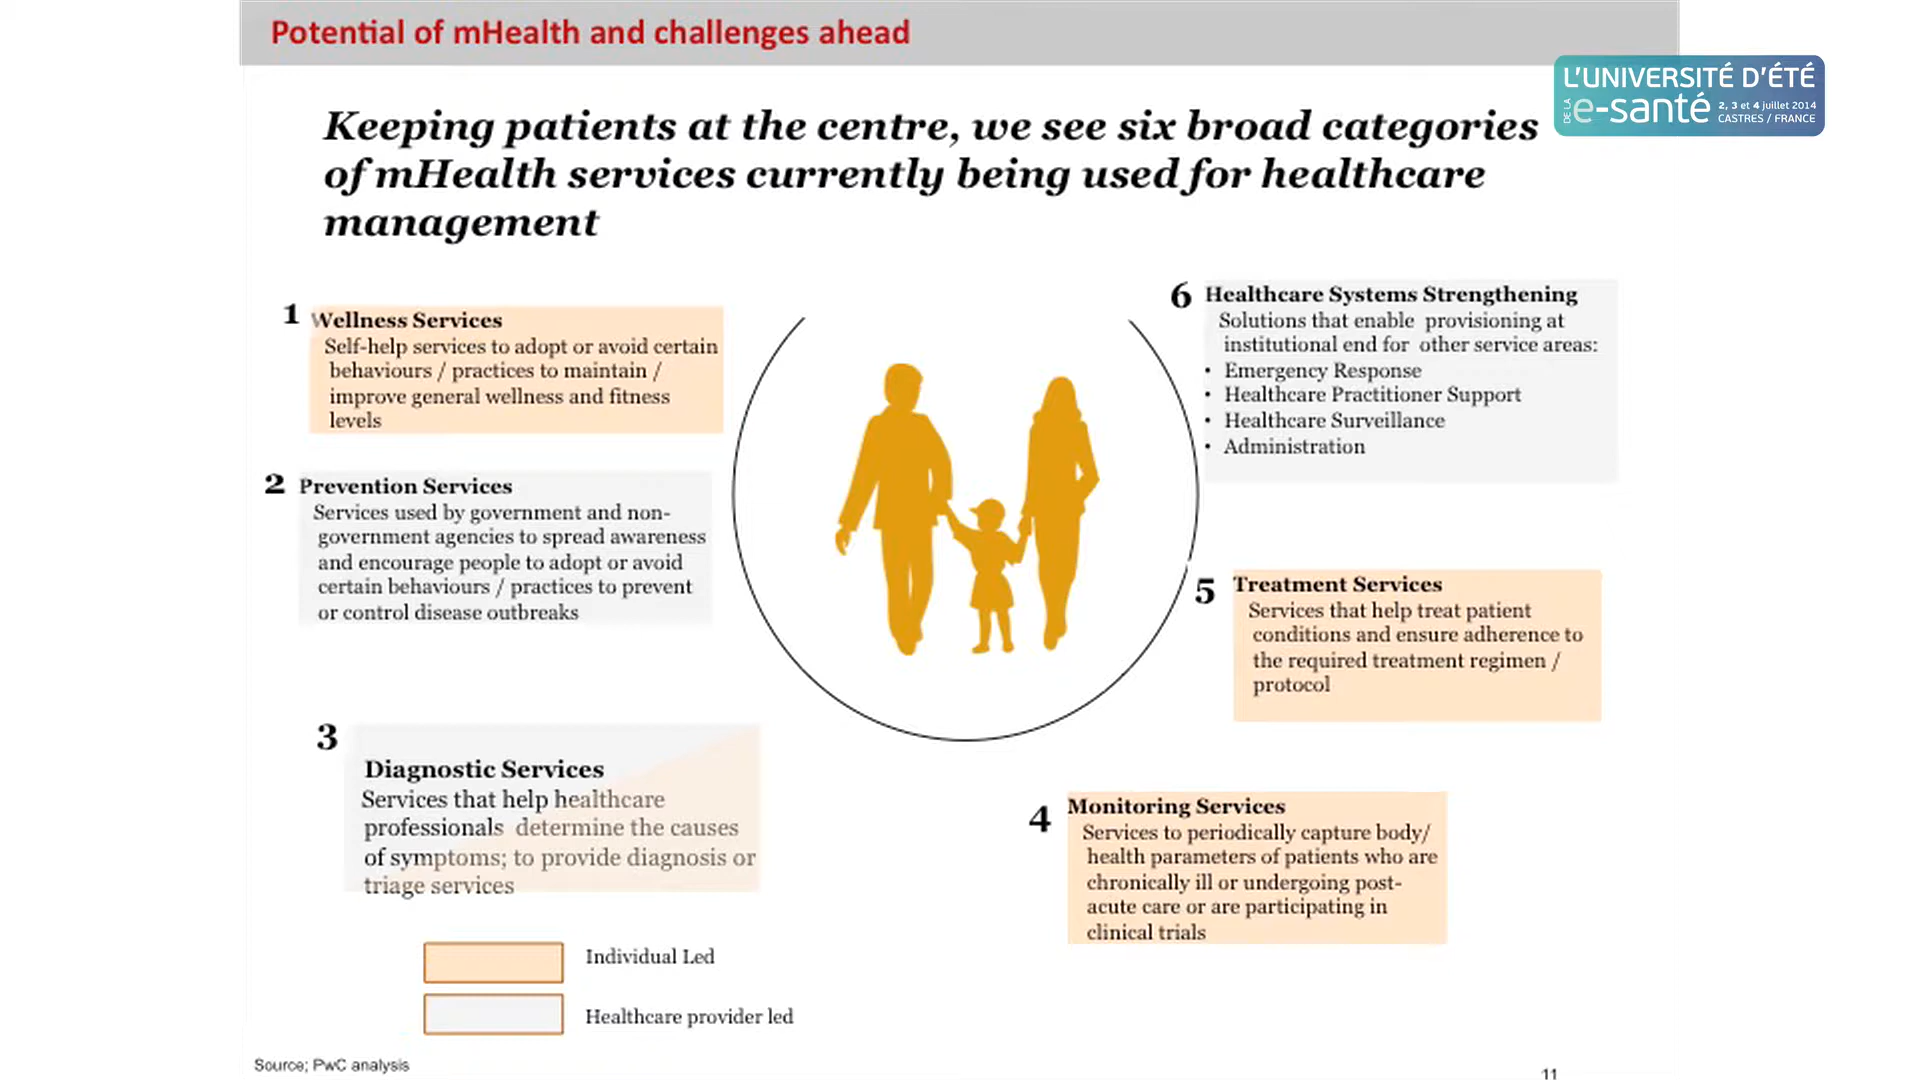 Potential of mHealth and challenges ahead
L'UNIVERSITÉ D'ÉTÉ
DE LA e-santé 2, 3 et 4 juillet 2014
CASTRES / FRANCE
Keeping patients at the centre, we see six broad categories
of mHealth services currently being used for healthcare
management
1 Wellness Services
Self-help services to adopt or avoid certain
behaviours / practices to maintain /
improve general wellness and fitness
levels
2 Prevention Services
Services used by government and non-
government agencies to spread awareness
and encourage people to adopt or avoid
certain behaviours / practices to prevent
or control disease outbreaks
3
Diagnostic Services
Services that help healthcare
professionals determine the causes
of symptoms; to provide diagnosis or
triage services
6 Healthcare Systems Strengthening
Solutions that enable provisioning at
institutional end for other service areas:
• Emergency Response
• Healthcare Practitioner Support
• Healthcare Surveillance
• Administration
5 Treatment Services
Services that help treat patient
conditions and ensure adherence to
the required treatment regimen /
protocol
4 Monitoring Services
Services to periodically capture body/
health parameters of patients who are
chronically ill or undergoing post-
acute care or are participating in
clinical trials
Individual Led
Healthcare provider led
Source; PwC analysis
11